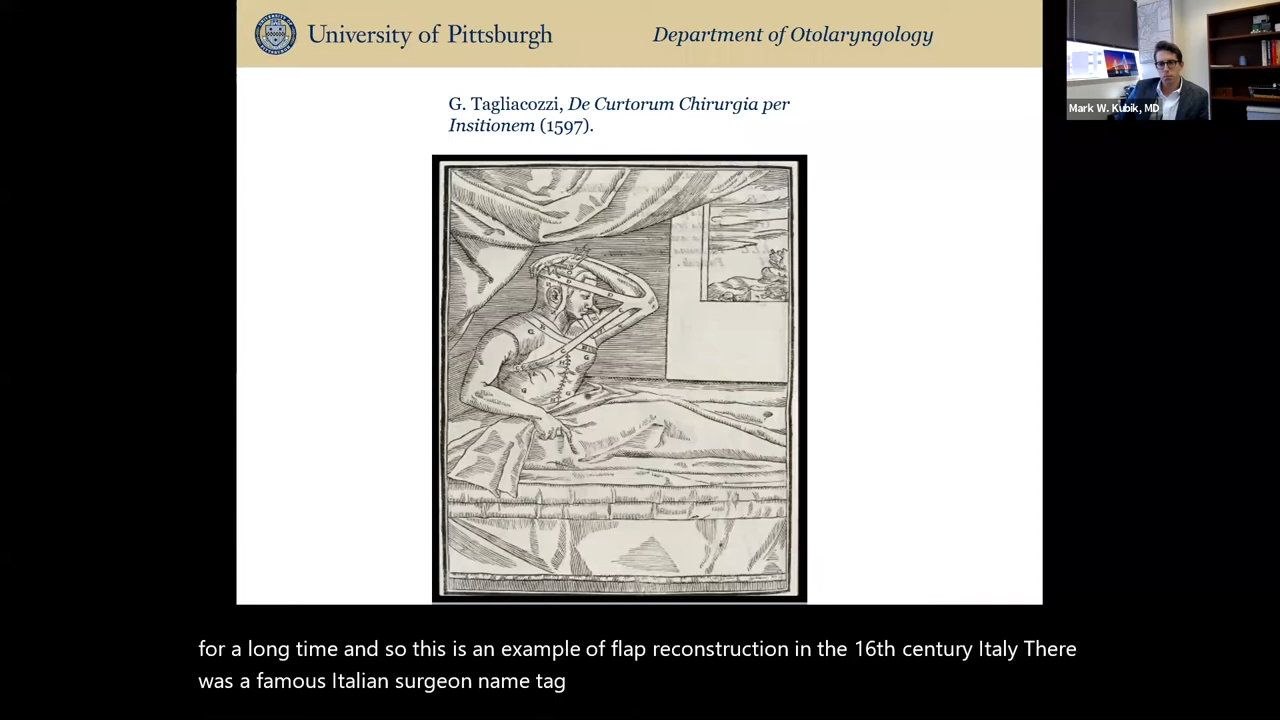 University of Pittsburgh
Department of Otolaryngology
G. Tagliacozzi, De Curtorum Chirurgia per
Insitionem (1597).
Mark W. Kubik, MD
for a long time and so this is an example of flap reconstruction in the 16th century Italy There
was a famous Italian surgeon name tag